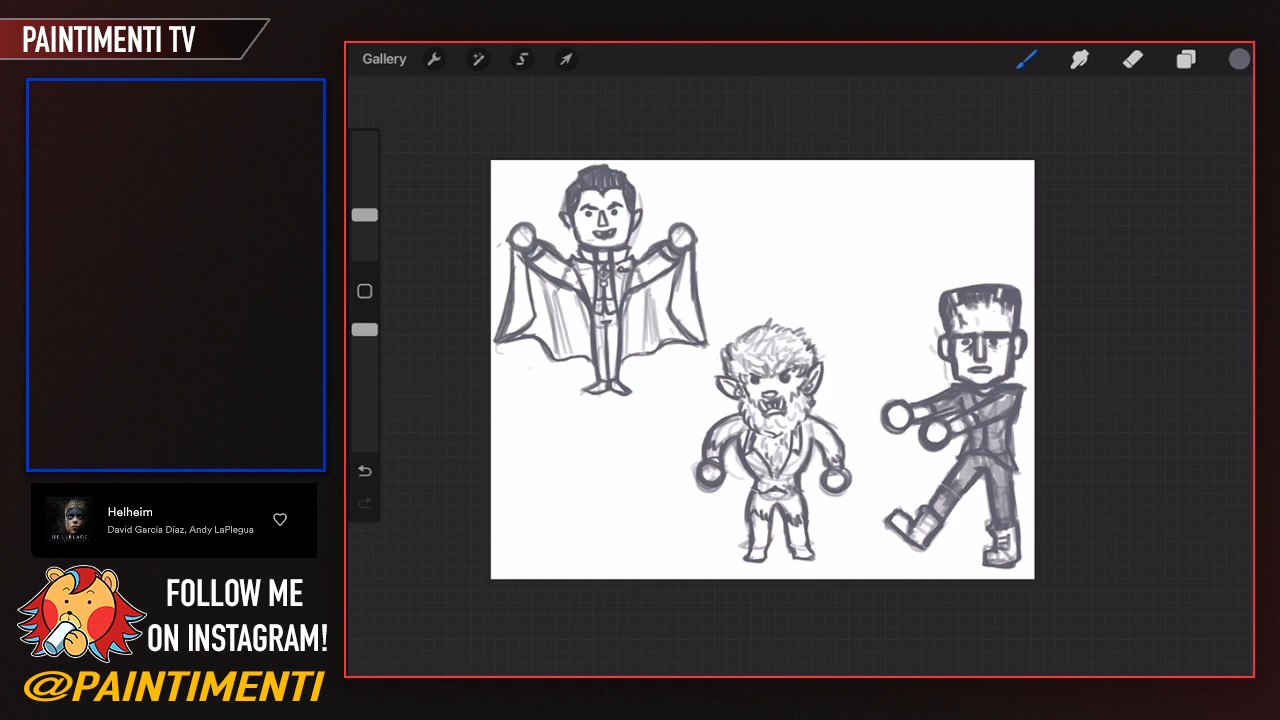 PAINTIMENTI TV
Gallery
Helheim
David García Díaz, Andy LaPlegua
FOLLOW ME
ON INSTAGRAM!
@PAINTIMENTI